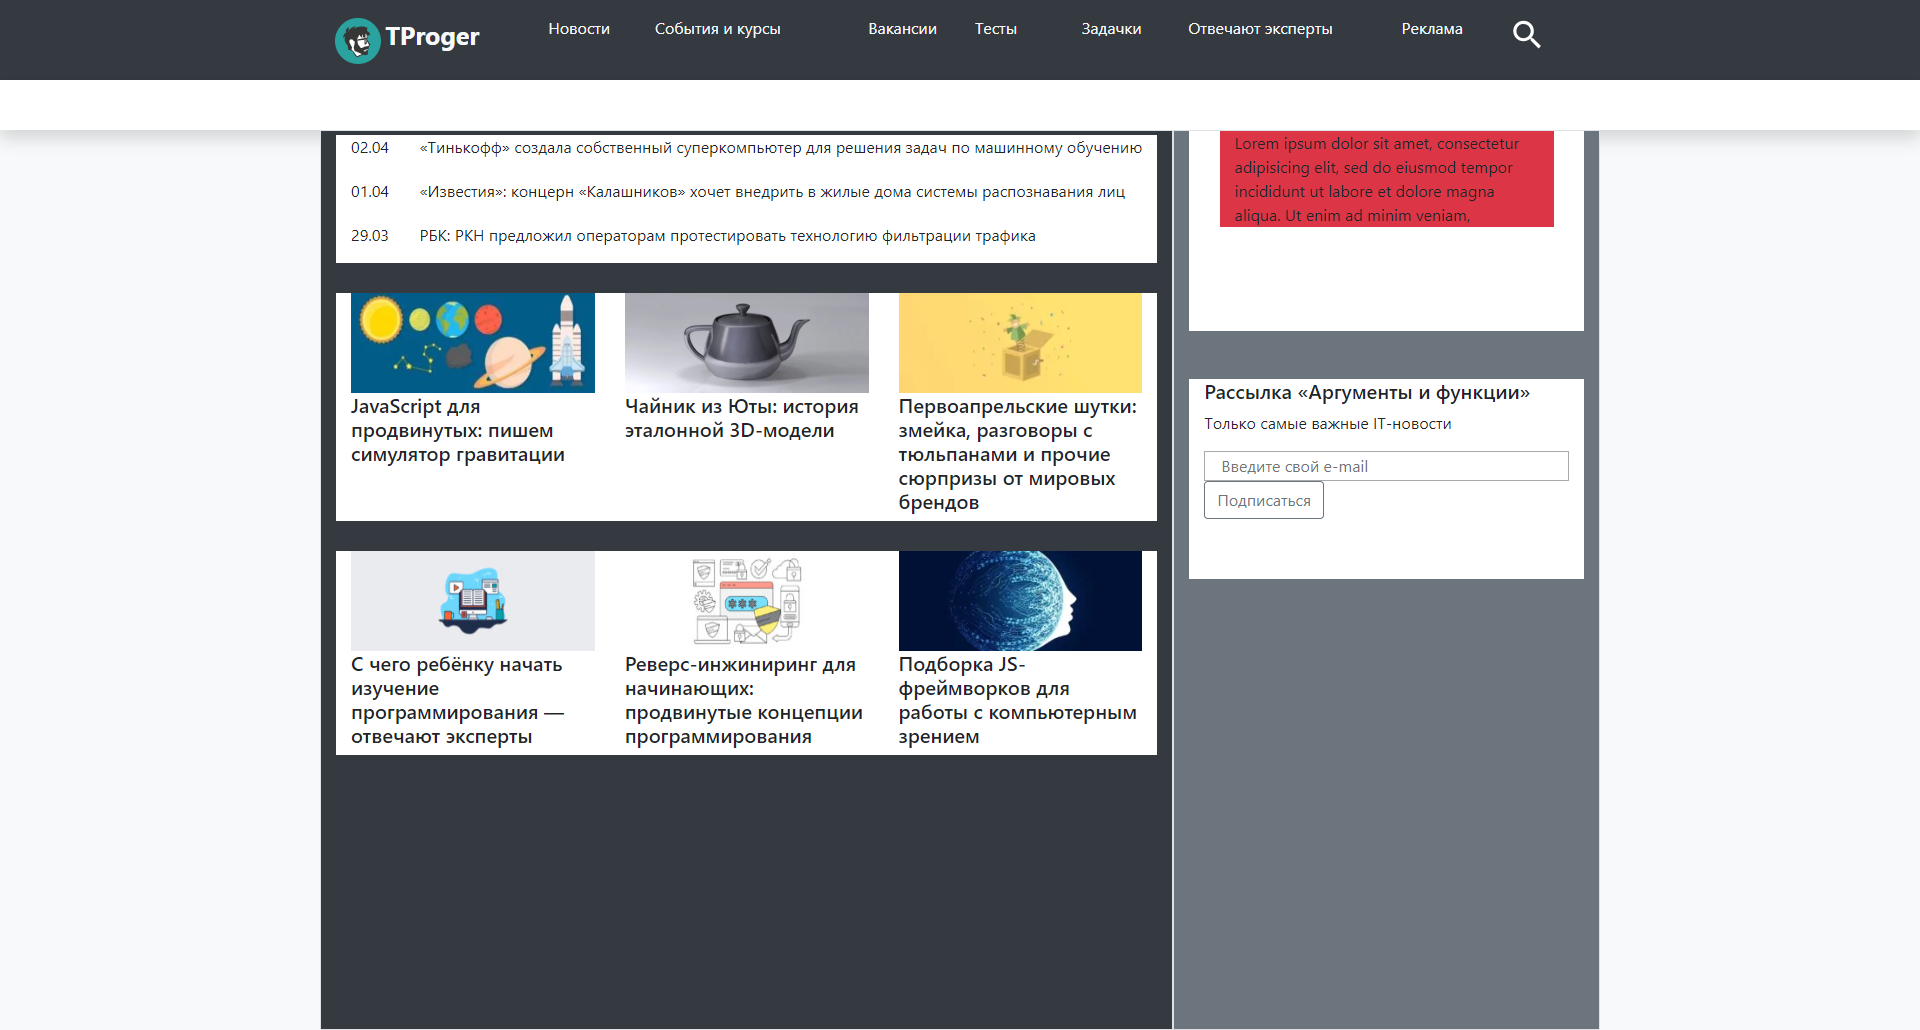 TProger
Новости
События и курсы
Вакансии
Тесты
Задачки
Отвечают эксперты
Реклама
02.04 «Тинькофф» создала собственный суперкомпьютер для решения задач по машинному обучению
01.04 «Известия»: концерн «Калашников» хочет внедрить в жилые дома системы распознавания лиц
29.03 РБК: РКН предложил операторам протестировать технологию фильтрации трафика
JavaScript для
продвинутых: пишем
симулятор гравитации
Чайник из Юты: история
эталонной 3D-модели
Первоапрельские шутки:
змейка, разговоры с
тюльпанами и прочие
сюрпризы от мировых
брендов
С чего ребёнку начать
изучение
программирования —
отвечают эксперты
Реверс-инжиниринг для
начинающих:
продвинутые концепции
программирования
Подборка JS-
фреймворков для
работы с компьютерным
зрением
Lorem ipsum dolor sit amet, consectetur
adipisicing elit, sed do eiusmod tempor
incididunt ut labore et dolore magna
aliqua. Ut enim ad minim veniam,
Рассылка «Аргументы и функции»
Только самые важные IT-новости
Введите свой e-mail
Подписаться